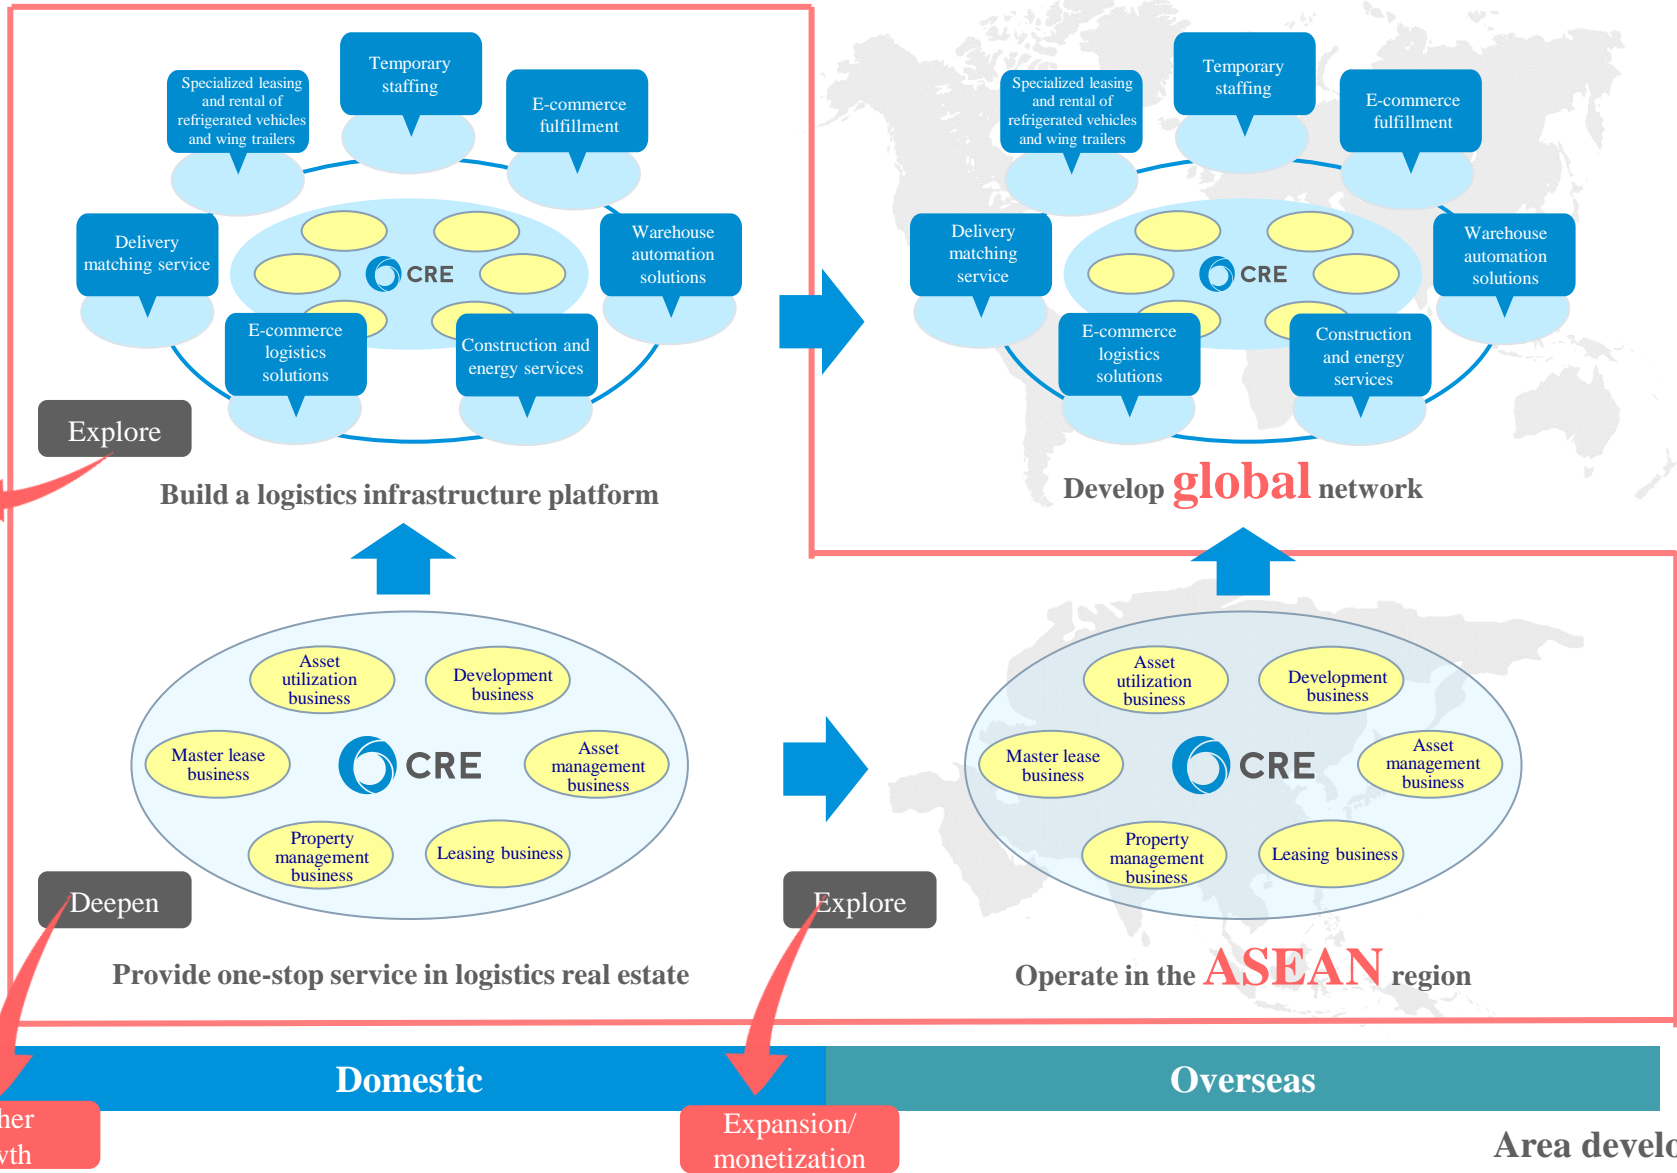 Temporary
staffing
Specialized leasing
and rental of
refrigerated vehicles
and wing trailers
E-commerce
fulfillment
Delivery
matching service
Warehouse
automation
solutions
CRE
E-commerce
logistics
solutions
Construction and
energy services
Explore
Build a logistics infrastructure platform
Temporary
staffing
Specialized leasing
and rental of
refrigerated vehicles
and wing trailers
E-commerce
fulfillment
Delivery
matching
service
Warehouse
automation
solutions
CRE
E-commerce
logistics
solutions
Construction
and energy
services
Develop global network
Asset
utilization
business
Development
business
Master lease
business
CRE
Asset
management
business
Property
management
business
Leasing business
Deepen
Provide one-stop service in logistics real estate
Asset
utilization
business
Development
business
Master lease
business
CRE
Asset
management
business
Property
management
business
Leasing business
Explore
Operate in the ASEAN region
Domestic
Overseas
Expansion/
monetization
Area